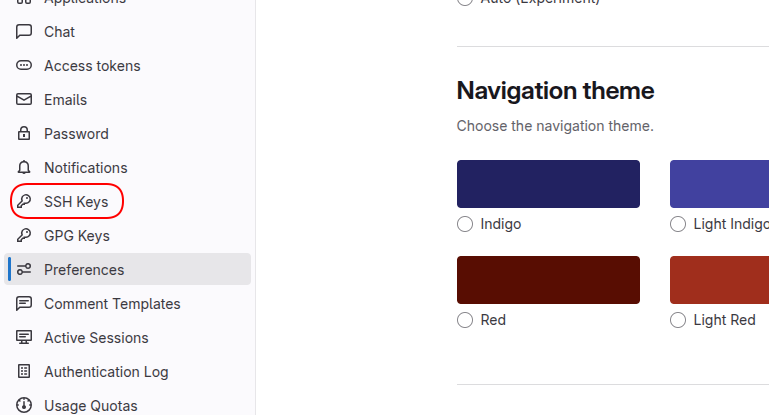 Applications
Chat
Access tokens
Emails
Password
Notifications
SSH Keys
GPG Keys
Preferences
Comment Templates
Active Sessions
Authentication Log
Usage Quotas
Auto (Experiment)
Navigation theme
Choose the navigation theme.
Indigo
Light Indigo
Red
Light Red